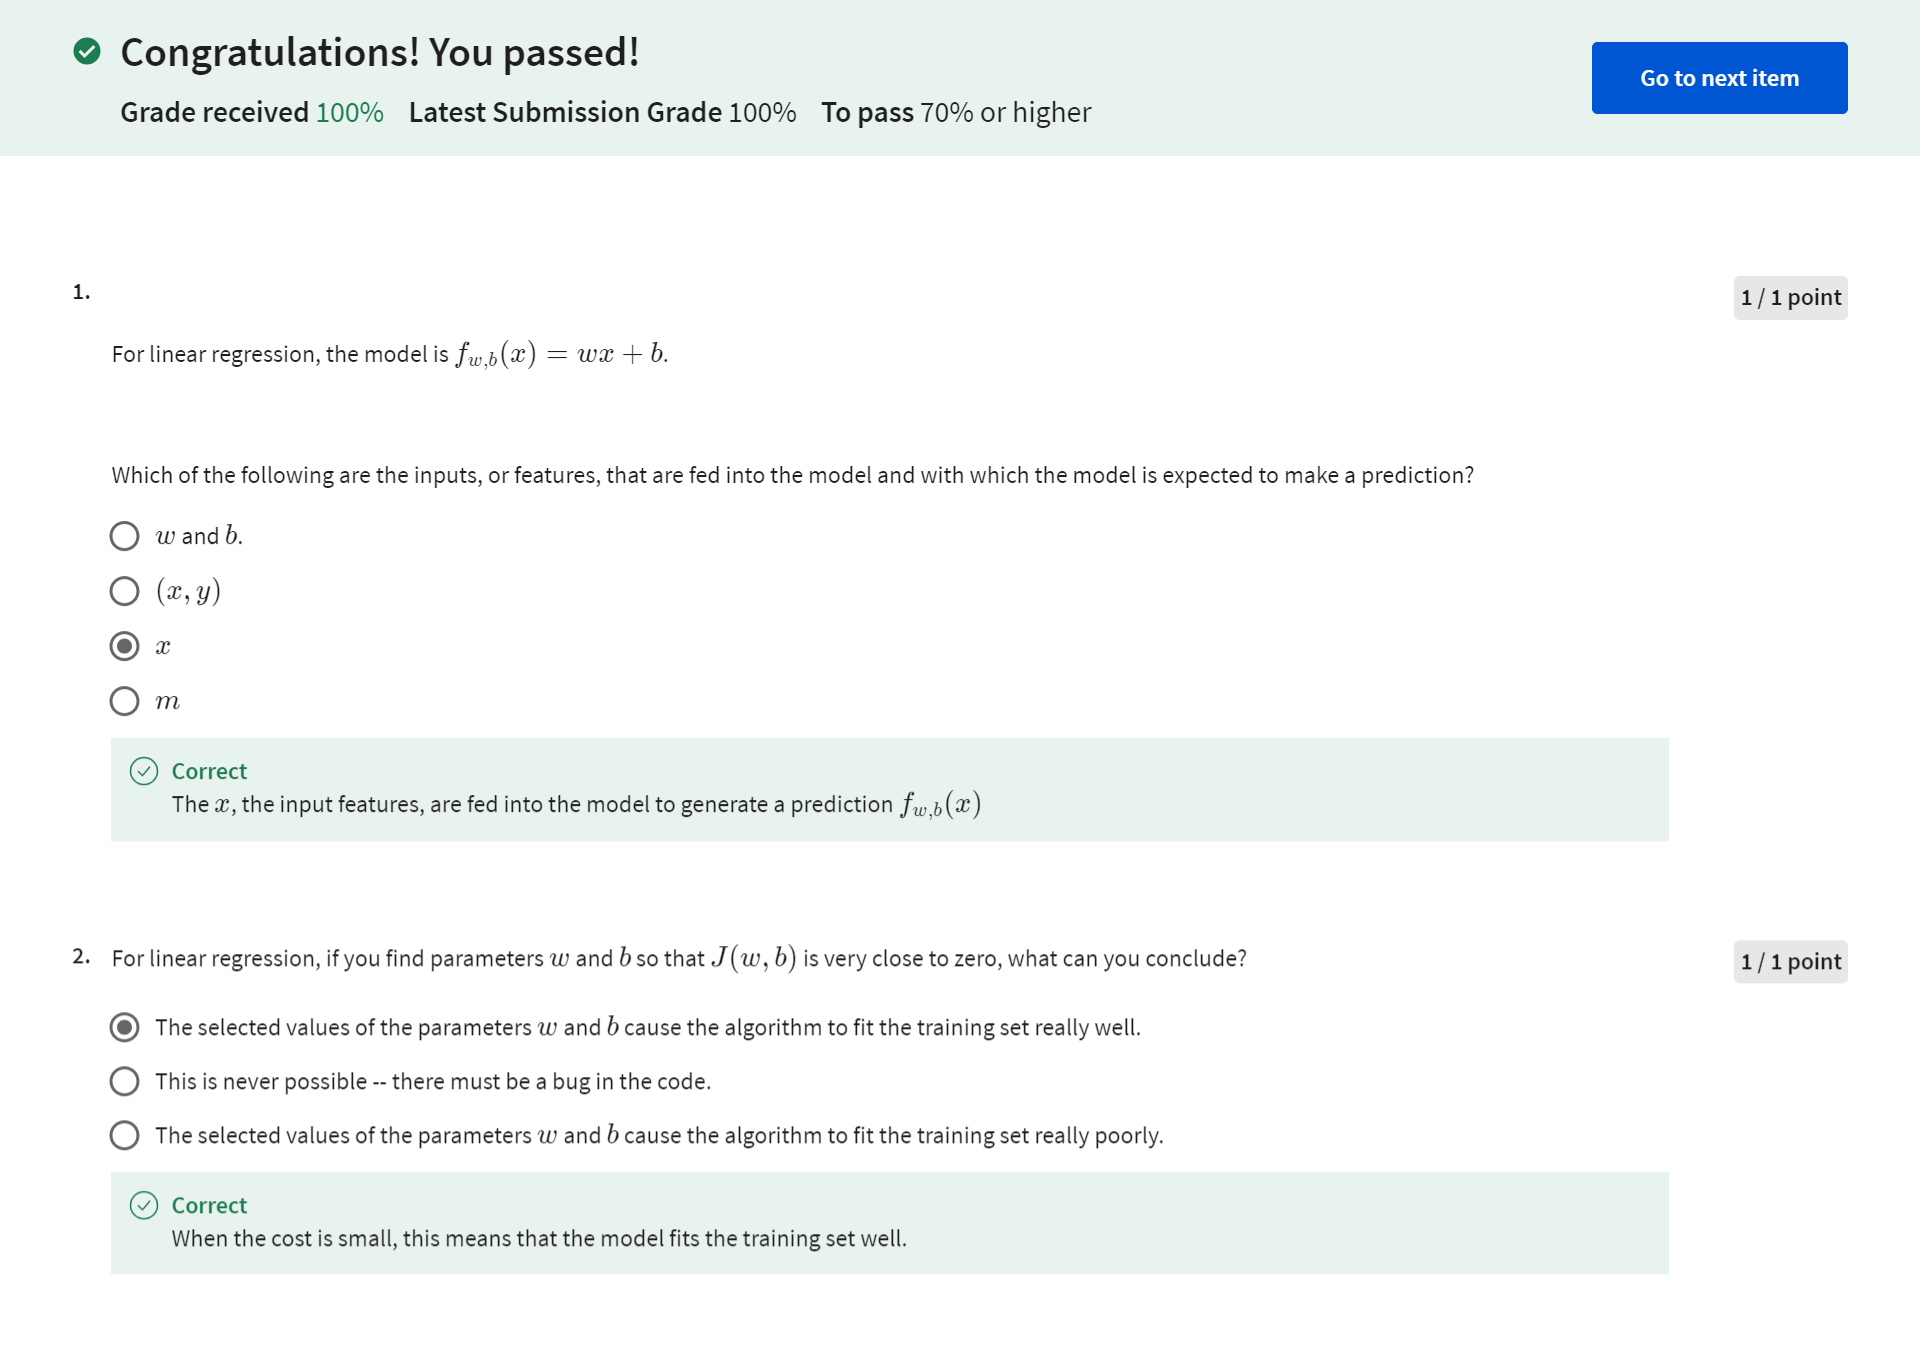 Congratulations! You passed!
Go to next item
Grade received 100% Latest Submission Grade 100% To pass 70% or higher
1.
1 / 1 point
For linear regression, the model is f_{w,b}(x) = wx + b.
Which of the following are the inputs, or features, that are fed into the model and with which the model is expected to make a prediction?
w and b.
(x, y)
x
m
Correct
The x, the input features, are fed into the model to generate a prediction f_{w,b}(x)
2. For linear regression, if you find parameters w and b so that J(w, b) is very close to zero, what can you conclude?
1 / 1 point
The selected values of the parameters w and b cause the algorithm to fit the training set really well.
This is never possible -- there must be a bug in the code.
The selected values of the parameters w and b cause the algorithm to fit the training set really poorly.
Correct
When the cost is small, this means that the model fits the training set well.